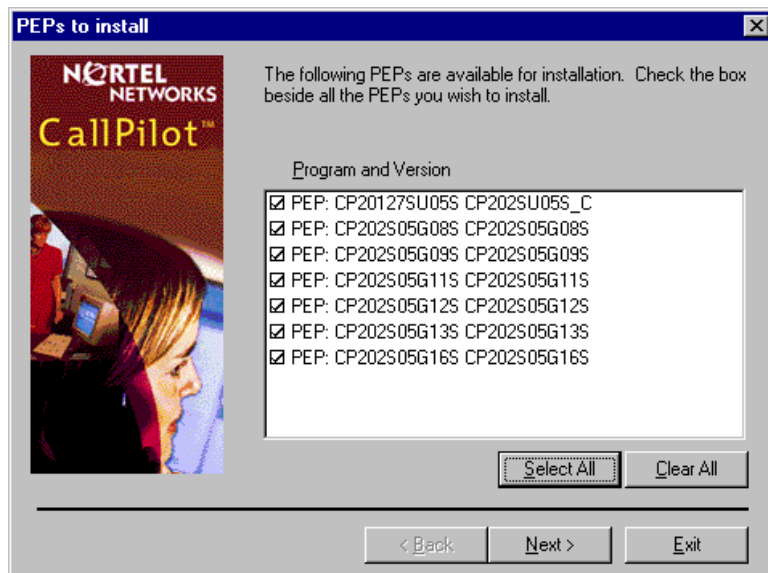 PEPs to install
NORTEL
NETWORKS
CallPilot™
The following PEPs are available for installation. Check the box
beside all the PEPs you wish to install.
Program and Version
PEP: CP20127SU05S CP202SU05S_C
PEP: CP202S05G08S CP202S05G08S
PEP: CP202S05G09S CP202S05G09S
PEP: CP202S05G11S CP202S05G11S
PEP: CP202S05G12S CP202S05G12S
PEP: CP202S05G13S CP202S05G13S
PEP: CP202S05G16S CP202S05G16S
Select All
Clear All
< Back
Next >
Exit